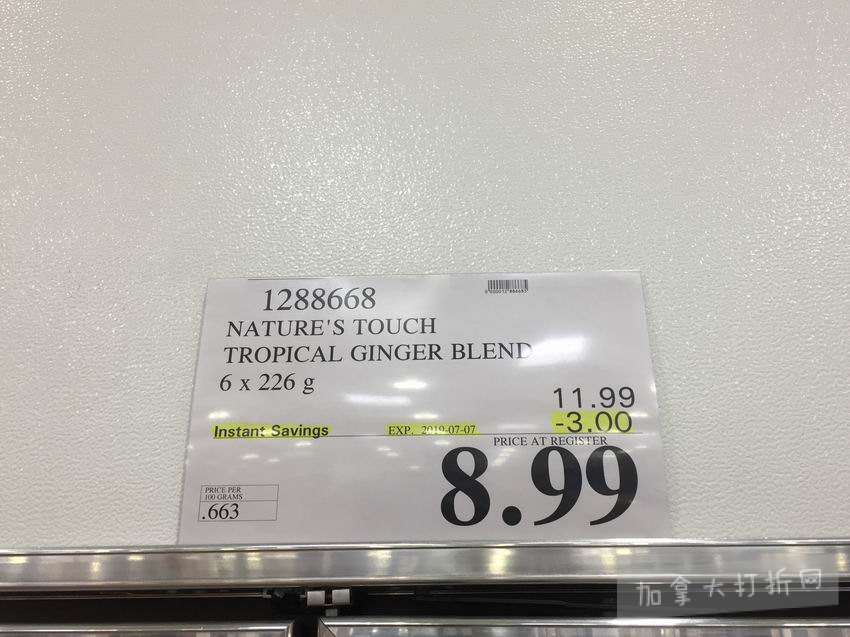 1288668
NATURE'S TOUCH
TROPICAL GINGER BLEND
6 x 226 g
11.99
Instant Savings EXP. 2019-07-07 -3.00
PRICE AT REGISTER
8.99
PRICE PER
100 GRAMS
.663
加拿大打折网